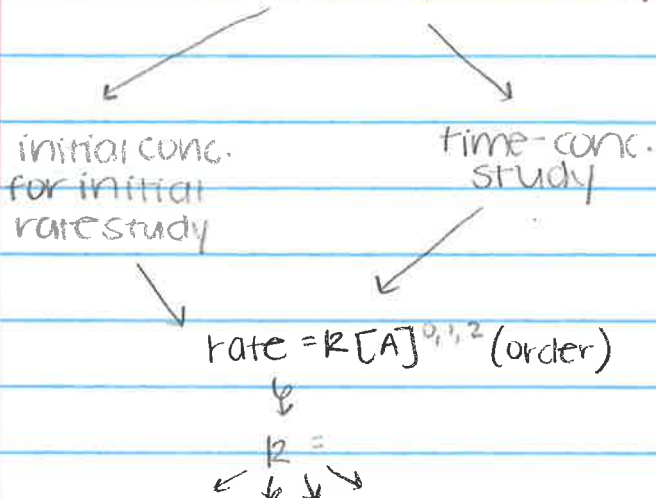 initial conc.
for initial
rate study
time-conc.
study
rate = k[A]^0,1,2 (order)
k =